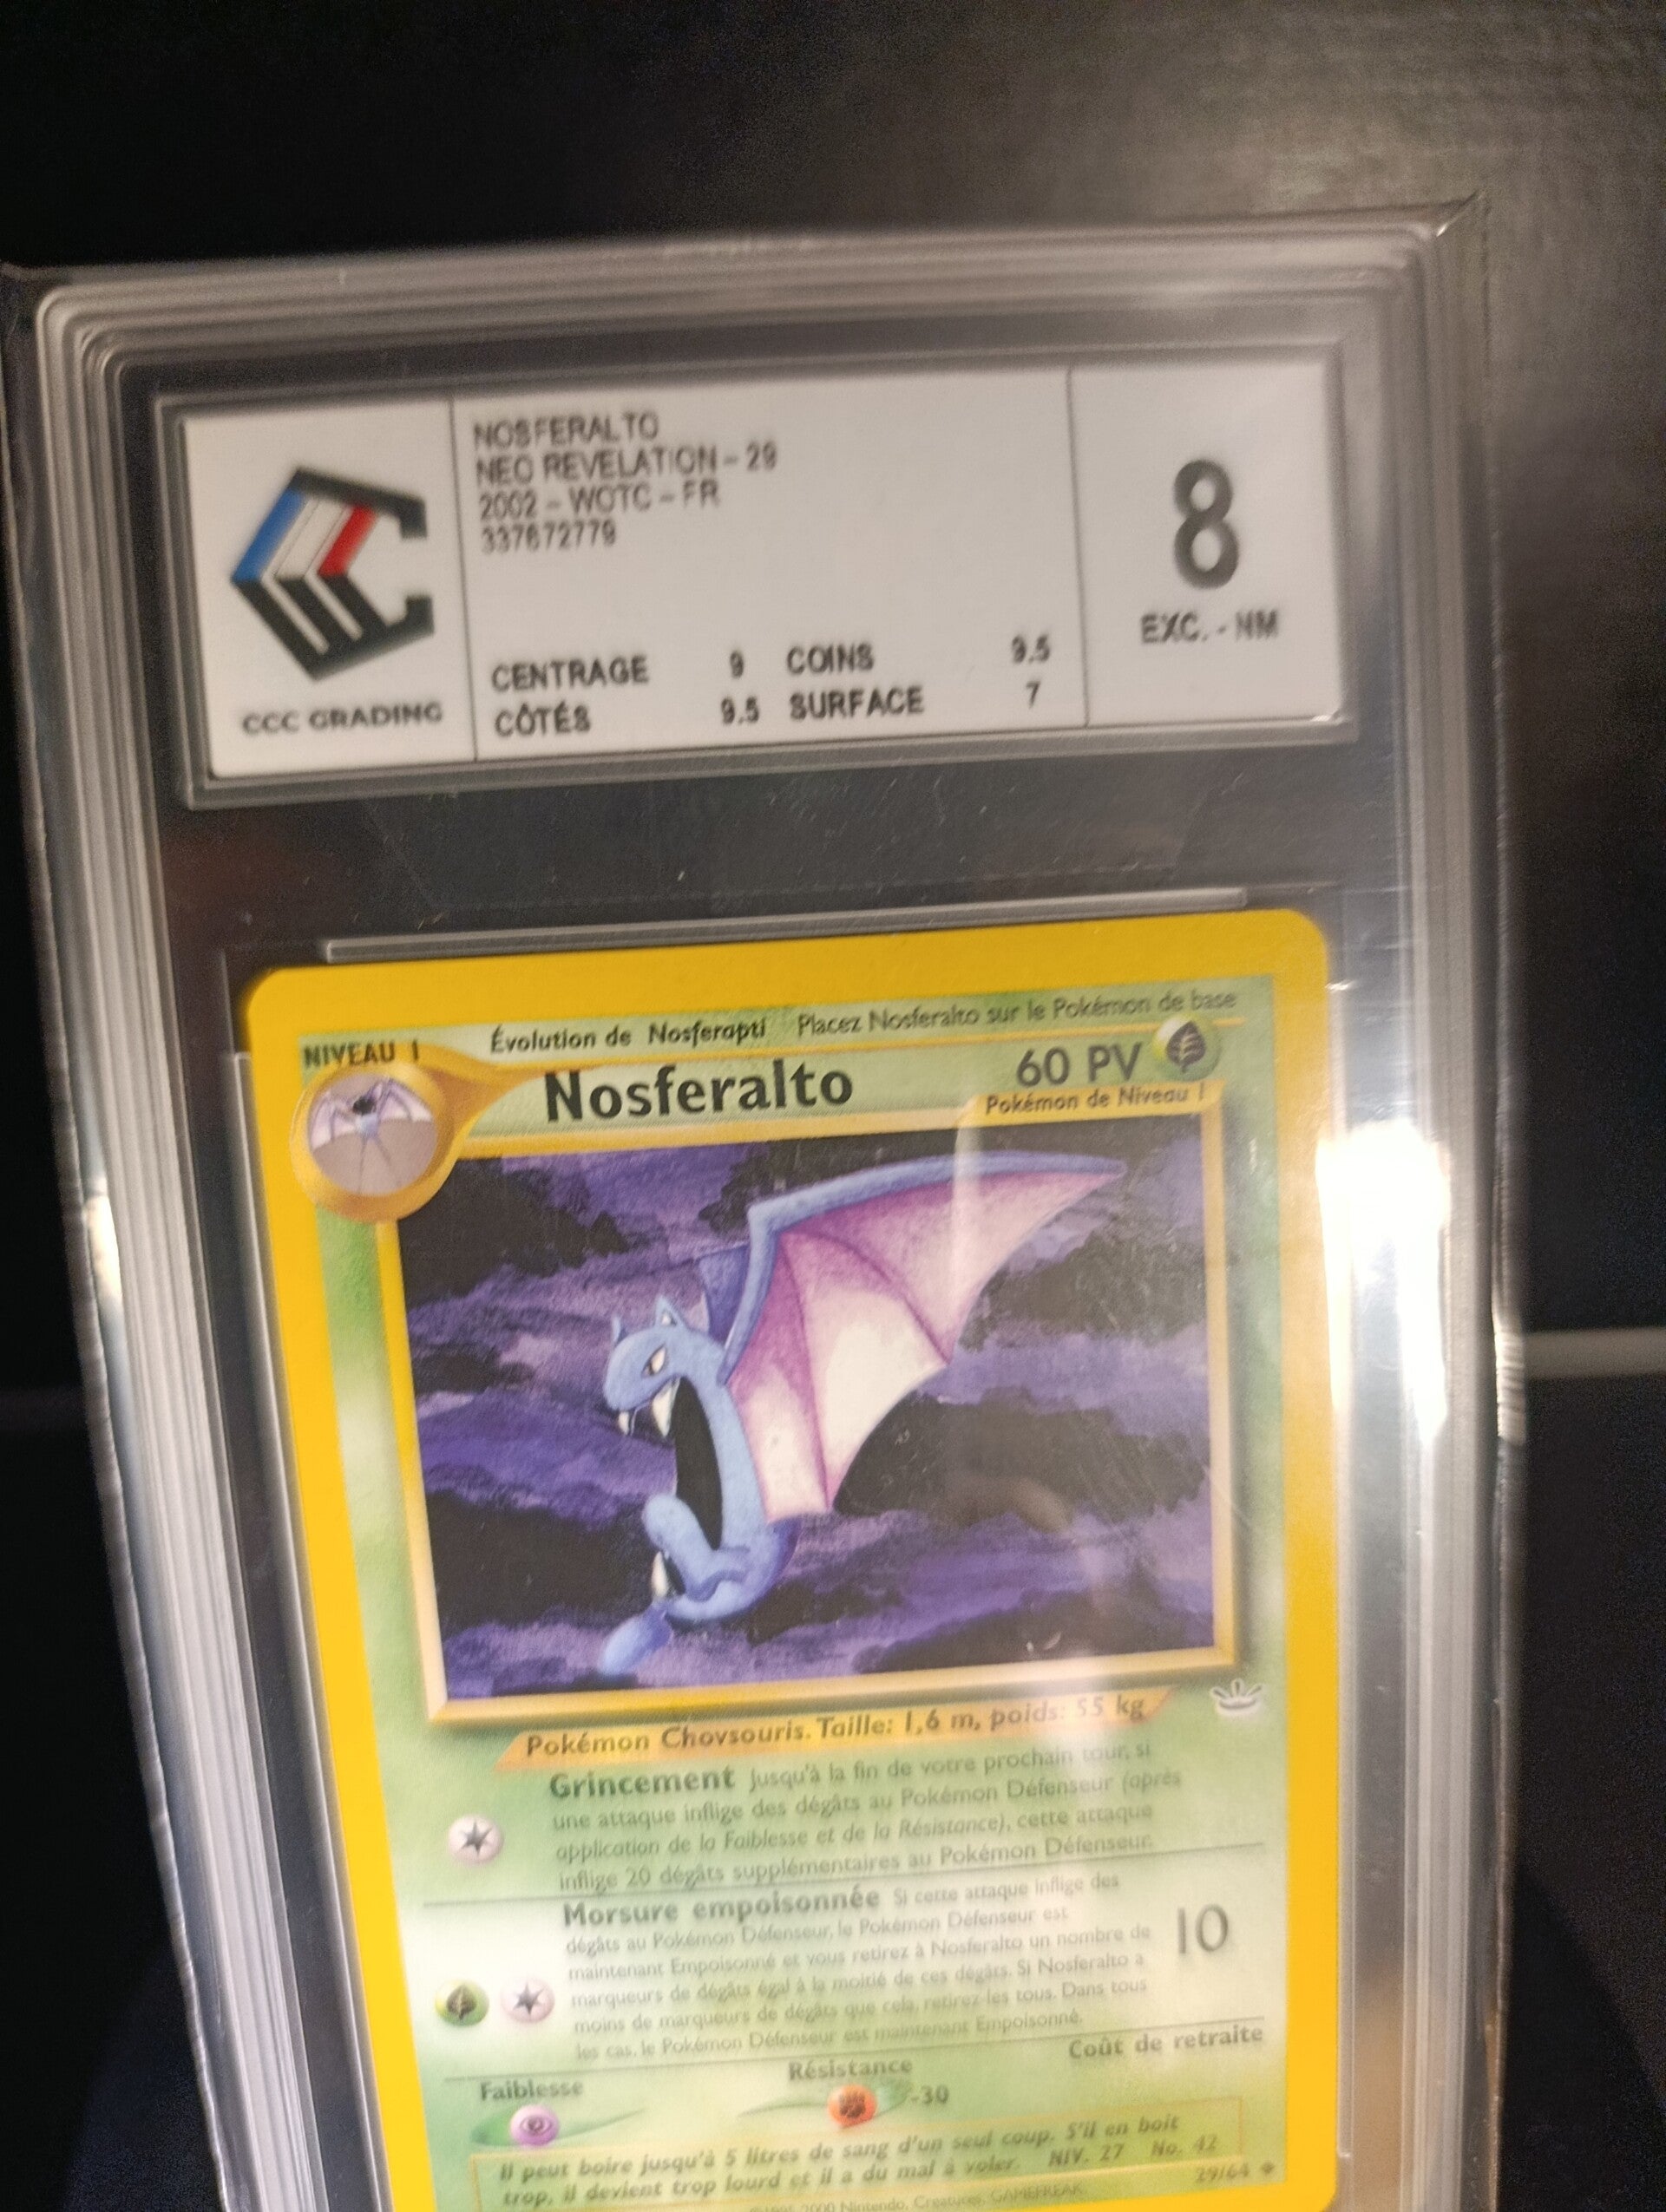 NOSFERALTO
NEO REVELATION - 29
2002 - WOTC - FR
337672779
CENTRAGE 9 COINS 9.5
CÔTÉS 9.5 SURFACE 7
8
EXC. - NM
CCC GRADING
NIVEAU 1
Évolution de Nosferapti Placez Nosferalto sur le Pokémon de base
Nosferalto 60 PV
Pokémon de Niveau 1
Pokémon Chovsouris. Taille: 1,6 m, poids: 55 kg
Grincement Jusqu'à la fin de votre prochain tour, si
une attaque inflige des dégâts au Pokémon Défenseur (après
application de la Faiblesse et de la Résistance), cette attaque
inflige 20 dégâts supplémentaires au Pokémon Défenseur.
Morsure empoisonnée Si cette attaque inflige des
dégâts au Pokémon Défenseur, le Pokémon Défenseur est
maintenant Empoisonné et vous retirez à Nosferalto un nombre de
marqueurs de dégâts égal à la moitié de ces dégâts. Si Nosferalto a
moins de marqueurs de dégâts que cela, retirez-les tous. Dans tous
les cas, le Pokémon Défenseur est maintenant Empoisonné.
10
Faiblesse Résistance Coût de retraite
-30
Il peut boire jusqu'à 5 litres de sang d'un seul coup. S'il en boit
trop, il devient trop lourd et il a du mal à voler. NIV. 27 No. 42
29/64
2000 Nintendo, Creatures, GAMEFREAK.